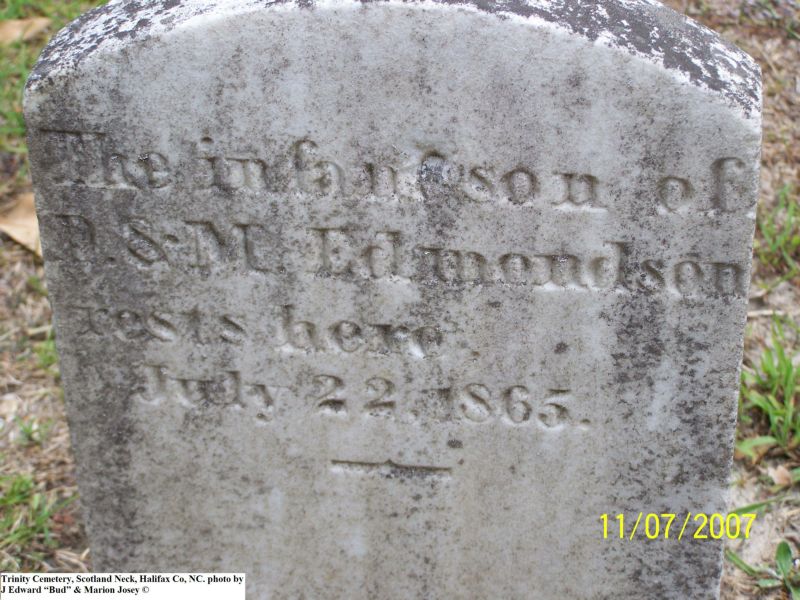 The infant son of
P. & M. Edmondson
rests here
July 22, 1865.
11/07/2007
Trinity Cemetery, Scotland Neck, Halifax Co, NC. photo by
J Edward “Bud” & Marion Josey ©